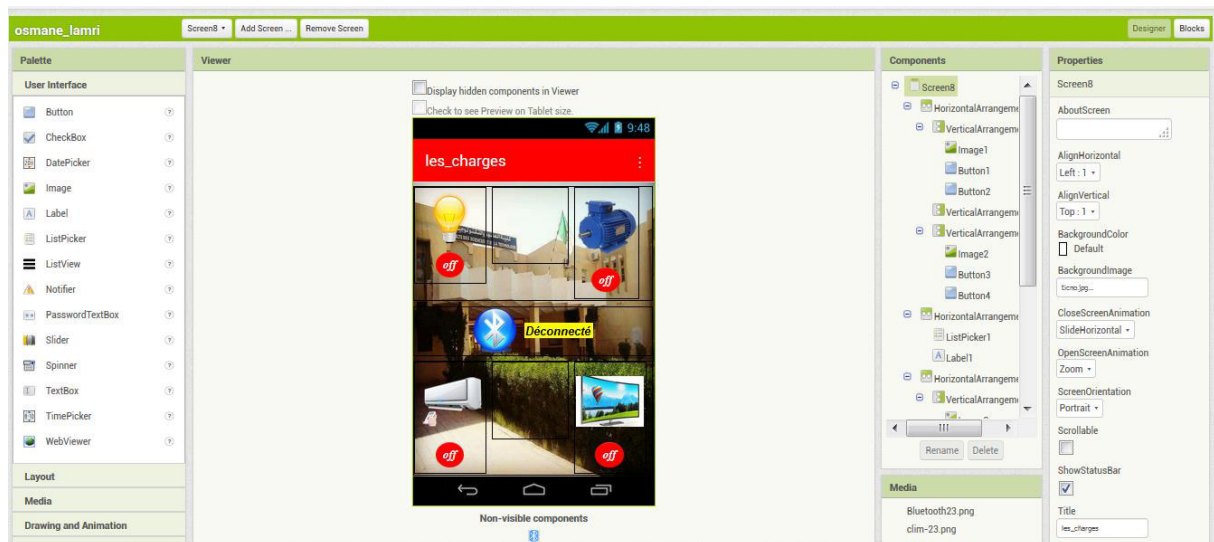 osmane_lamri
Screen8
Add Screen ...
Remove Screen
Designer
Blocks
Palette
User Interface
Button
CheckBox
DatePicker
Image
Label
ListPicker
ListView
Notifier
PasswordTextBox
Slider
Spinner
TextBox
TimePicker
WebViewer
Layout
Media
Drawing and Animation
Viewer
Display hidden components in Viewer
Check to see Preview on Tablet size.
9:48
les_charges
off
off
Déconnecté
off
off
Non-visible components
Components
Screen8
HorizontalArrangeme
VerticalArrangem
Image1
Button1
Button2
VerticalArrangem
VerticalArrangem
Image2
Button3
Button4
HorizontalArrangeme
ListPicker1
Label1
HorizontalArrangeme
VerticalArrangem
Rename
Delete
Media
Bluetooth23.png
clim-23.png
Properties
Screen8
AboutScreen
AlignHorizontal
Left : 1
AlignVertical
Top : 1
BackgroundColor
Default
BackgroundImage
CloseScreenAnimation
SlideHorizontal
OpenScreenAnimation
Zoom
ScreenOrientation
Portrait
Scrollable
ShowStatusBar
Title
les_charges